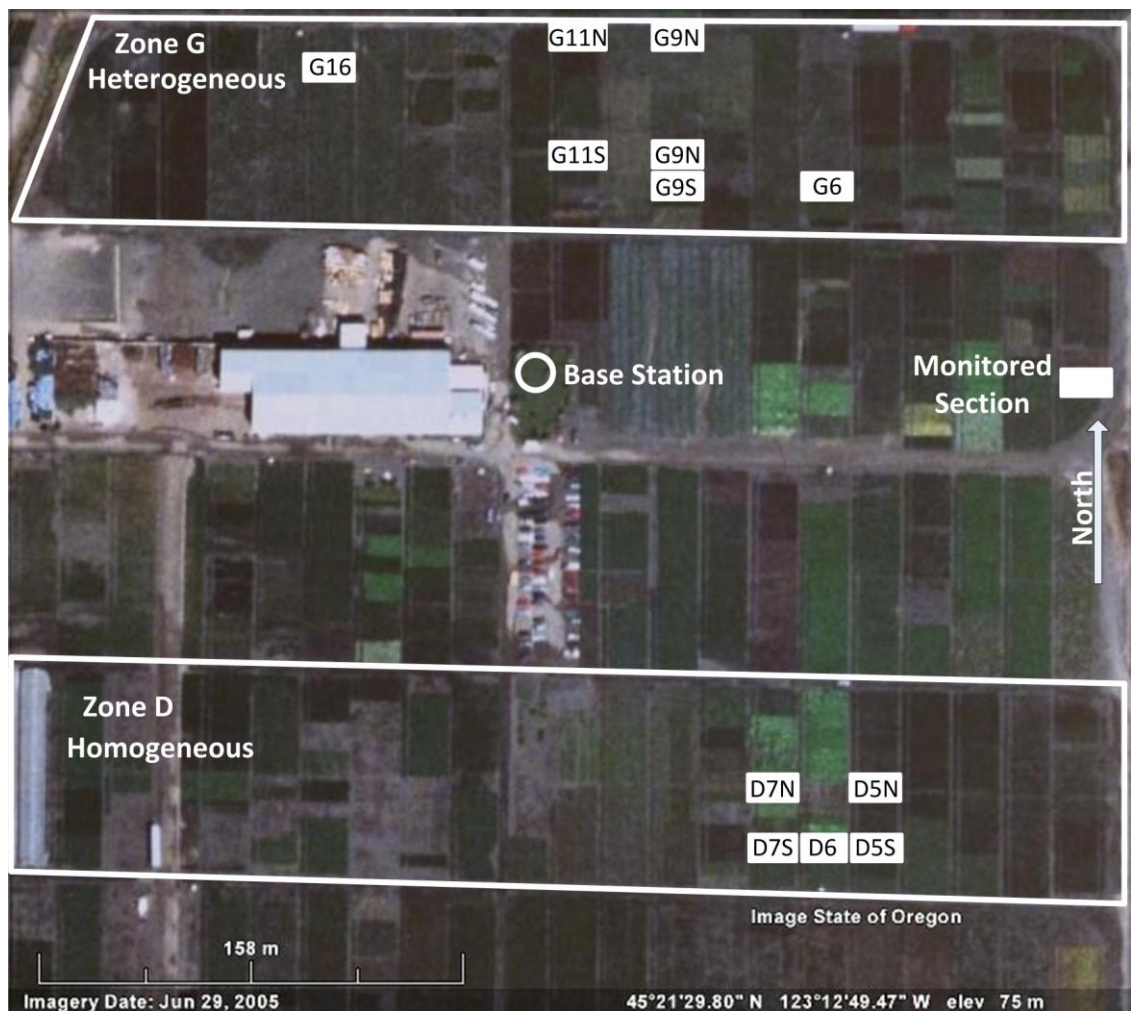 Zone G
Heterogeneous
G16
G11N
G9N
G11S
G9N
G9S
G6
Base Station
Monitored
Section
North
Zone D
Homogeneous
D7N
D5N
D7S
D6
D5S
Image State of Oregon
158 m
Imagery Date: Jun 29, 2005
45°21'29.80" N 123°12'49.47" W elev 75 m